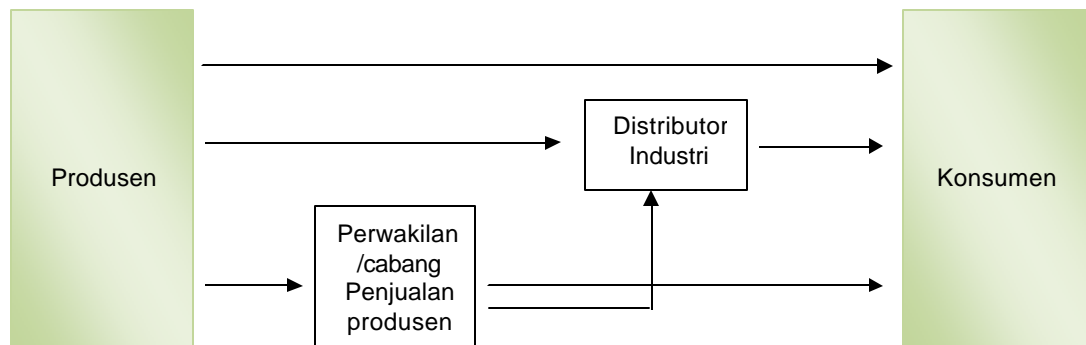 Produsen
Distributor
Industri
Konsumen
Perwakilan
/cabang
Penjualan
produsen